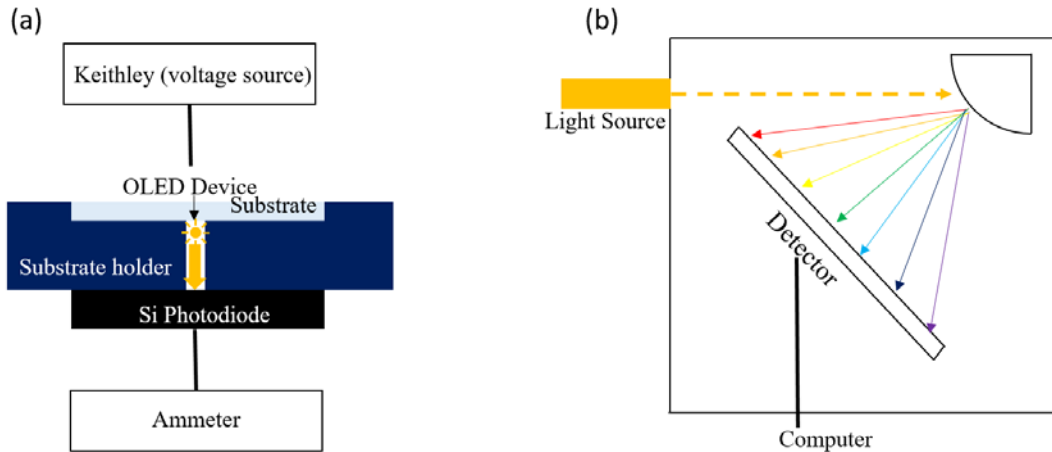 (a)
Keithley (voltage source)
OLED Device
Substrate
Substrate holder
Si Photodiode
Ammeter
(b)
Light Source
Detector
Computer